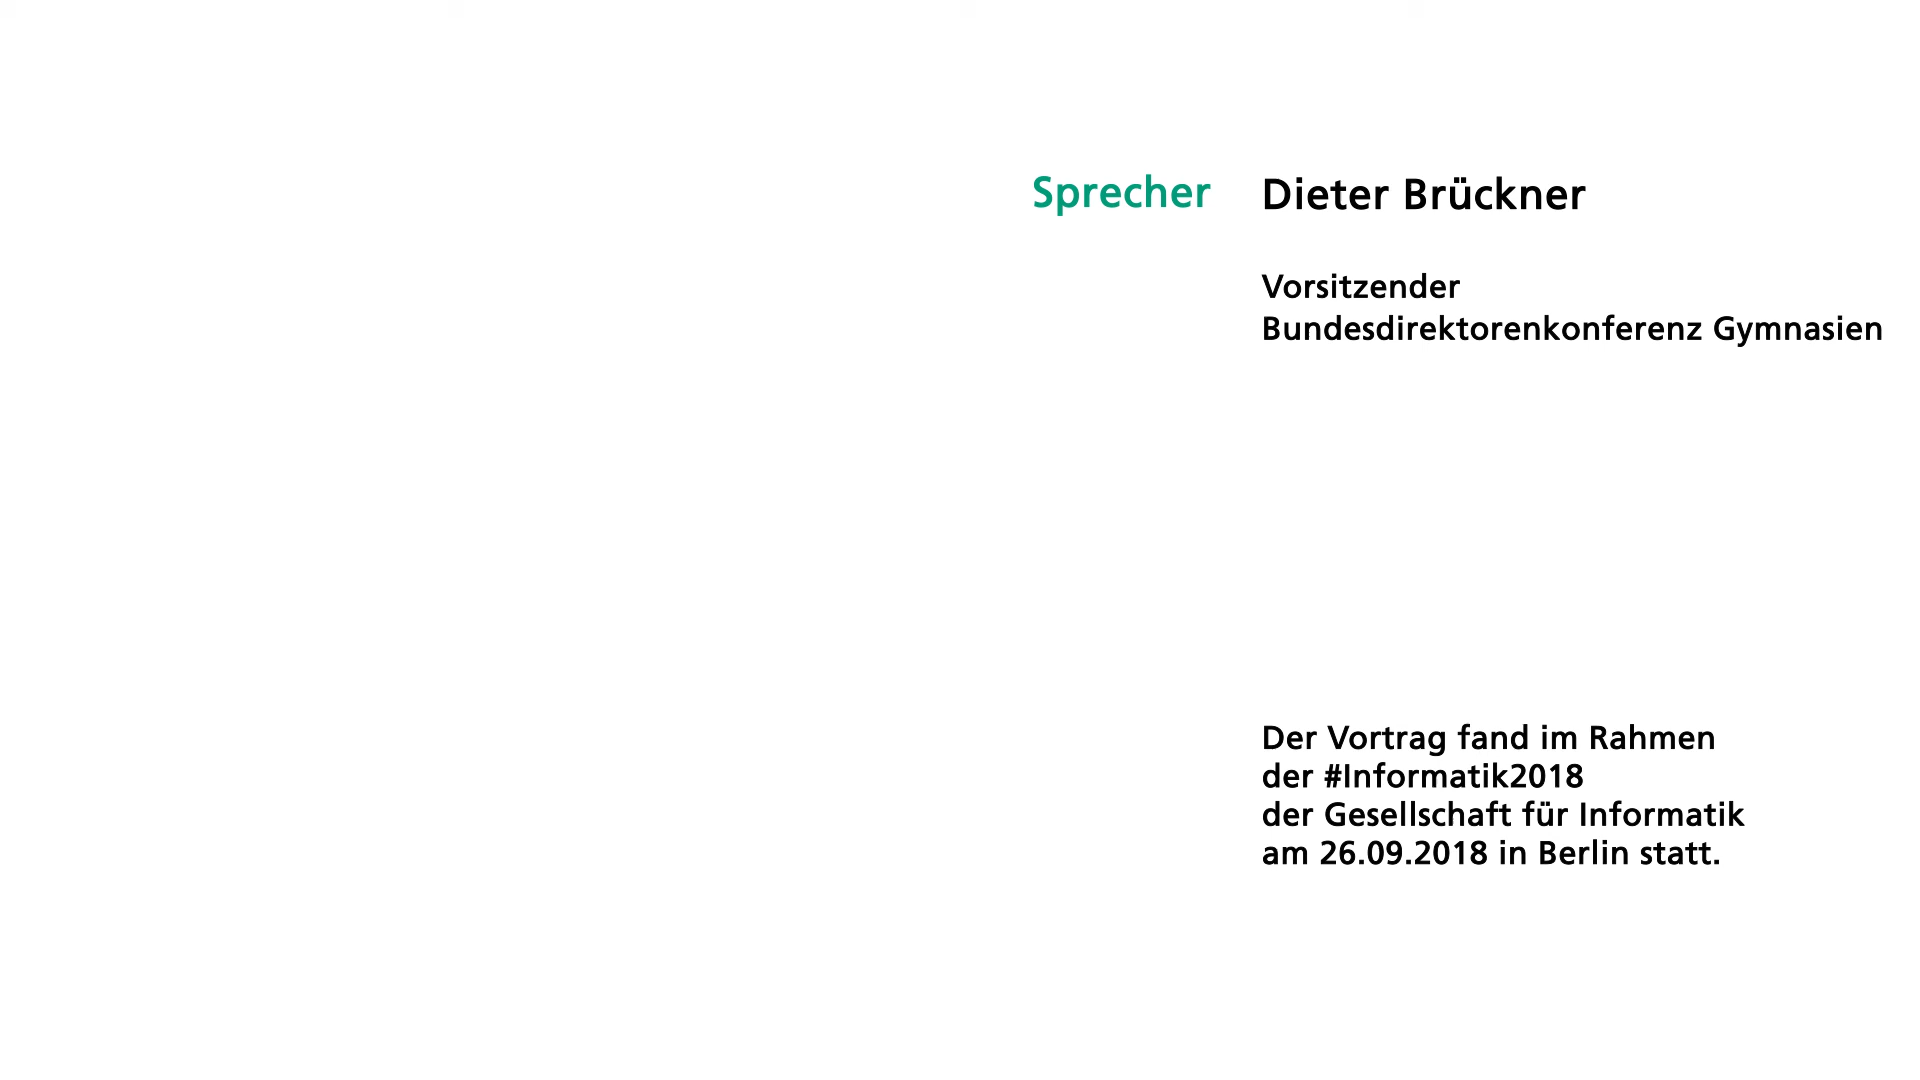 Sprecher Dieter Brückner
Vorsitzender
Bundesdirektorenkonferenz Gymnasien
Der Vortrag fand im Rahmen
der #Informatik2018
der Gesellschaft für Informatik
am 26.09.2018 in Berlin statt.